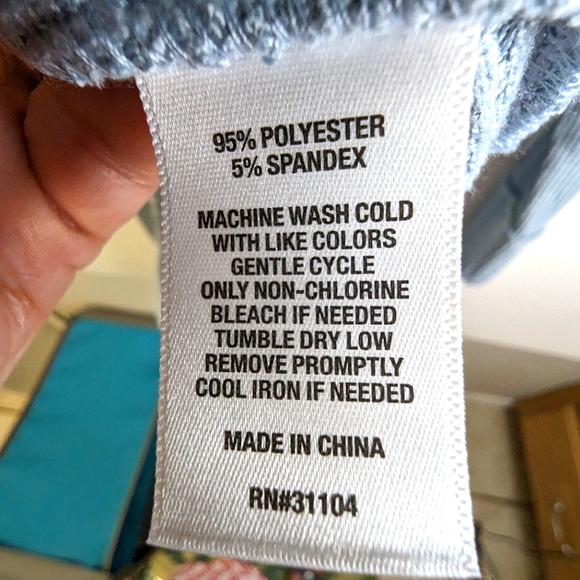 95% POLYESTER
5% SPANDEX
MACHINE WASH COLD
WITH LIKE COLORS
GENTLE CYCLE
ONLY NON-CHLORINE
BLEACH IF NEEDED
TUMBLE DRY LOW
REMOVE PROMPTLY
COOL IRON IF NEEDED
MADE IN CHINA
RN#31104